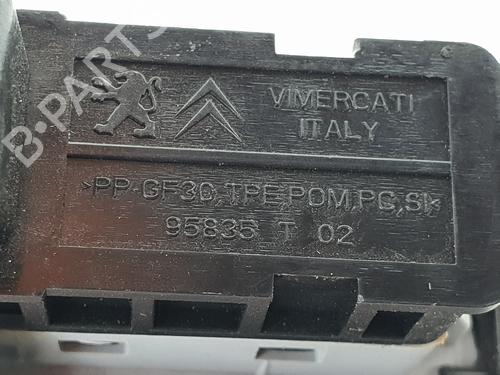 B-PARTS
VIMERCATI
ITALY
>PP-GF30,TPE,POM,PC,SI<
95835 T 02